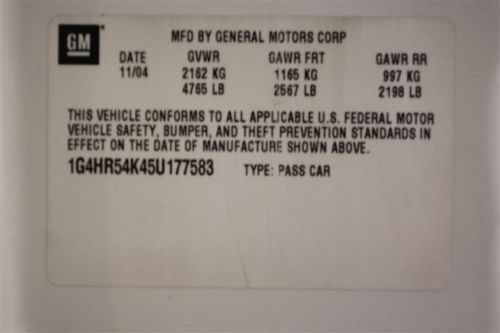 GM
MFD BY GENERAL MOTORS CORP
DATE GVWR GAWR FRT GAWR RR
11/04 2162 KG 1165 KG 997 KG
4765 LB 2567 LB 2198 LB
THIS VEHICLE CONFORMS TO ALL APPLICABLE U.S. FEDERAL MOTOR
VEHICLE SAFETY, BUMPER, AND THEFT PREVENTION STANDARDS IN
EFFECT ON THE DATE OF MANUFACTURE SHOWN ABOVE.
1G4HR54K45U177583 TYPE: PASS CAR